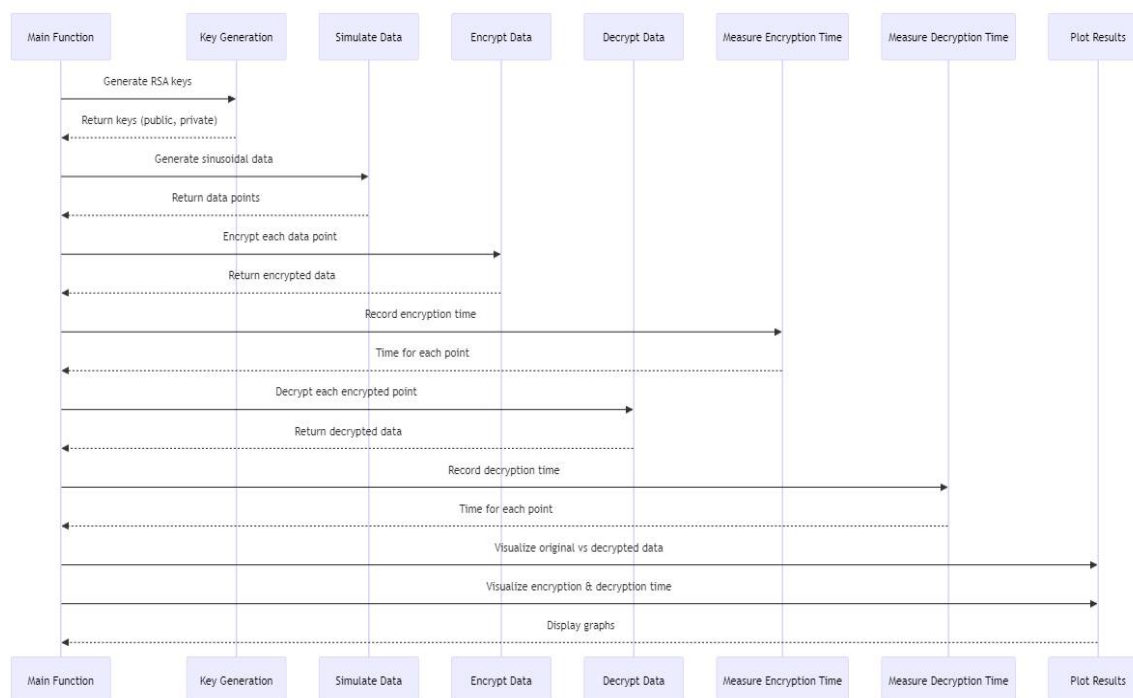 Main Function
Key Generation
Simulate Data
Encrypt Data
Decrypt Data
Measure Encryption Time
Measure Decryption Time
Plot Results
Generate RSA keys
Return keys (public, private)
Generate sinusoidal data
Return data points
Encrypt each data point
Return encrypted data
Record encryption time
Time for each point
Decrypt each encrypted point
Return decrypted data
Record decryption time
Time for each point
Visualize original vs decrypted data
Visualize encryption & decryption time
Display graphs
Main Function
Key Generation
Simulate Data
Encrypt Data
Decrypt Data
Measure Encryption Time
Measure Decryption Time
Plot Results